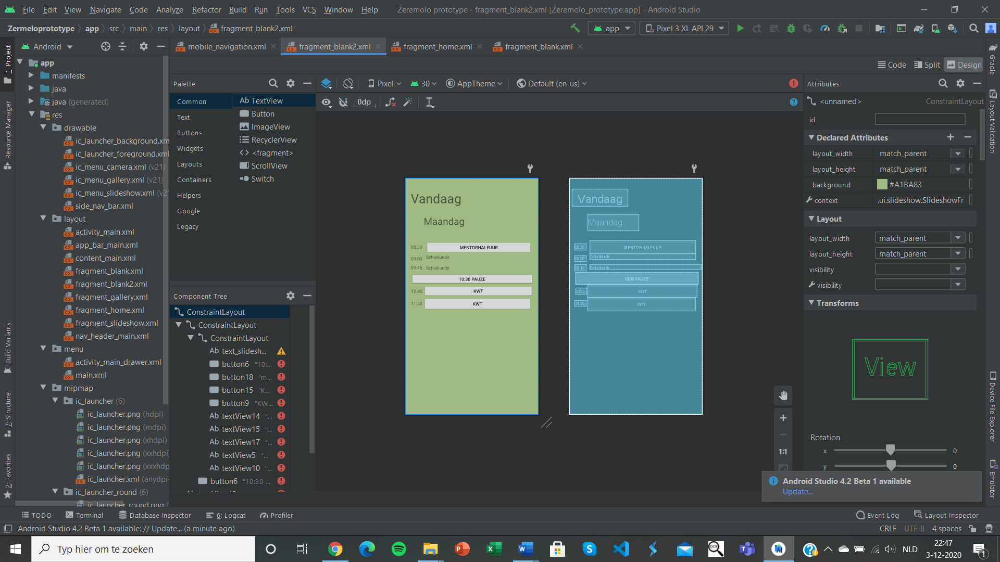 File Edit View Navigate Code Analyze Refactor Build Run Tools VCS Window Help Zeremolo prototype - fragment_blank2.xml [Zeremolo_prototype.app] - Android Studio
Zermeloprototype app src main res layout fragment_blank2.xml app Pixel 3 XL API 29
Android mobile_navigation.xml fragment_blank2.xml fragment_home.xml fragment_blank.xml
Code Split Design
1: Project
Resource Manager
Build Variants
7: Structure
2: Favorites
app
manifests
java
java (generated)
res
drawable
ic_launcher_background.xm
ic_launcher_foreground.xml
ic_menu_camera.xml (v21)
ic_menu_gallery.xml (v21)
ic_menu_slideshow.xml (v21
side_nav_bar.xml
layout
activity_main.xml
app_bar_main.xml
content_main.xml
fragment_blank.xml
fragment_blank2.xml
fragment_gallery.xml
fragment_home.xml
fragment_slideshow.xml
nav_header_main.xml
menu
activity_main_drawer.xml
main.xml
mipmap
ic_launcher (6)
ic_launcher.png (hdpi)
ic_launcher.png (mdpi)
ic_launcher.png (xhdpi)
ic_launcher.png (xxhdpi)
ic_launcher.png (xxxhdp
ic_launcher.xml (anydpi-
ic_launcher_round (6)
ic_launcher_round.png (
Palette
Common
Text
Buttons
Widgets
Layouts
Containers
Helpers
Google
Legacy
Ab TextView
Button
ImageView
RecyclerView
<> <fragment>
ScrollView
Switch
Component Tree
ConstraintLayout
ConstraintLayout
ConstraintLayout
Ab text_slidesh...
button6 "10:...
button18 "m...
button15 "K...
button9 "KW...
Ab textView14 "...
Ab textView15 "...
Ab textView17 "...
Ab textView5 "...
Ab textView10 "...
button6 "10:30 ...
Pixel 30 AppTheme Default (en-us)
0dp
Vandaag
Maandag
08:30 MENTORHALFUUR
09:00 Scheikunde
09:45 Scheikunde
10:30 PAUZE
10:45 KWT
11:30 KWT
Vandaag
Maandag
08:30 MENTORHALFUUR
09:00 Scheikunde
09:45 Scheikunde
10:30 PAUZE
10:45 KWT
11:30 KWT
1:1
Attributes
<unnamed> ConstraintLayout
id
Declared Attributes
layout_width match_parent
layout_height match_parent
background #A1BA83
context .ui.slideshow.SlideshowFr
Layout
layout_width match_parent
layout_height match_parent
visibility
visibility
Transforms
View
Rotation
x 0
y 0
Gradle
Layout Validation
Device File Explorer
Emulator
Android Studio 4.2 Beta 1 available
Update...
TODO Terminal Database Inspector 6: Logcat Profiler Event Log Layout Inspector
Android Studio 4.2 Beta 1 available: // Update... (a minute ago) CRLF UTF-8 4 spaces
Typ hier om te zoeken
NLD
22:47
3-12-2020
1